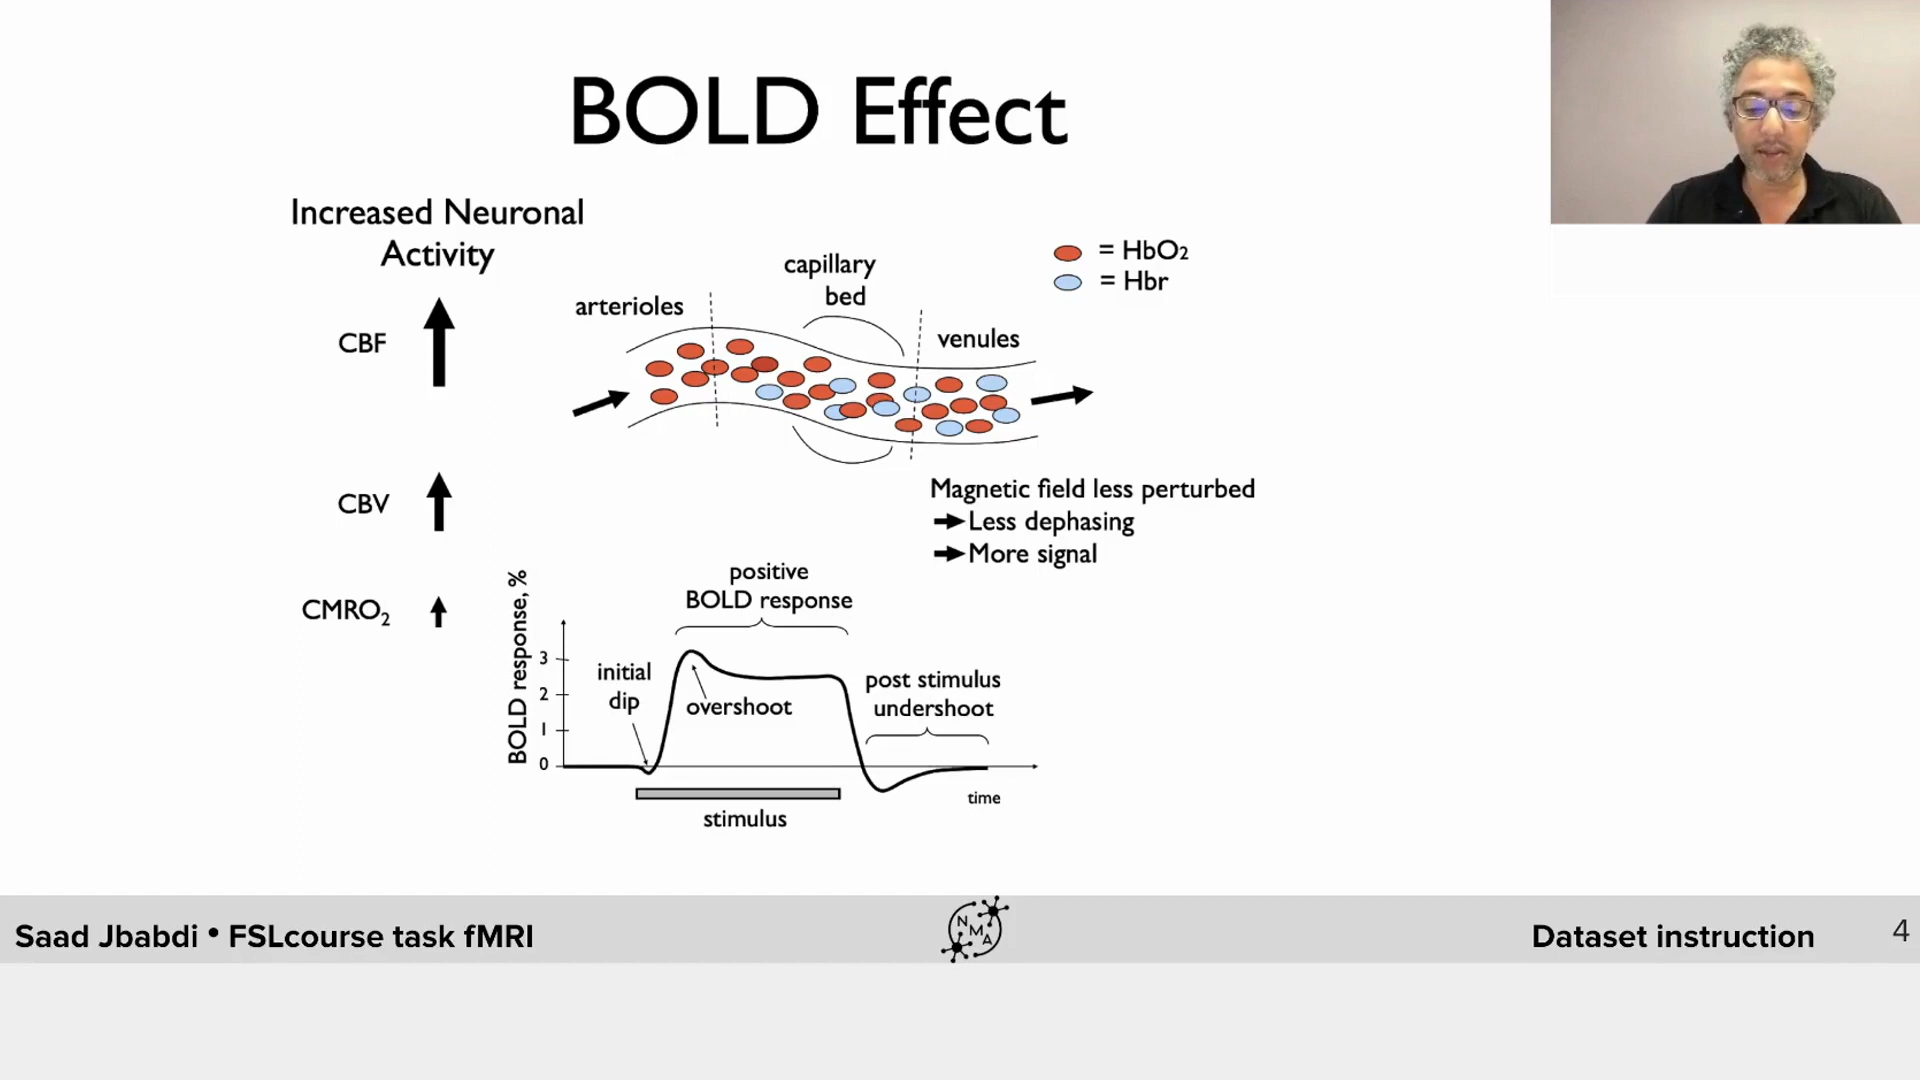 BOLD Effect
Increased Neuronal
Activity
CBF
CBV
CMRO₂
arterioles
capillary
bed
venules
= HbO₂
= Hbr
Magnetic field less perturbed
Less dephasing
More signal
BOLD response, %
3
2
1
0
initial
dip
positive
BOLD response
overshoot
post stimulus
undershoot
time
stimulus
Saad Jbabdi • FSLcourse task fMRI
NMA
Dataset instruction
4